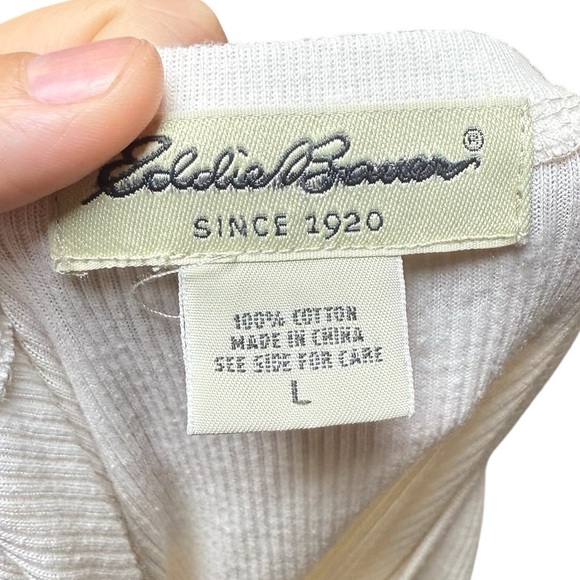 Eddie Bauer®
SINCE 1920
100% COTTON
MADE IN CHINA
SEE SIDE FOR CARE
L